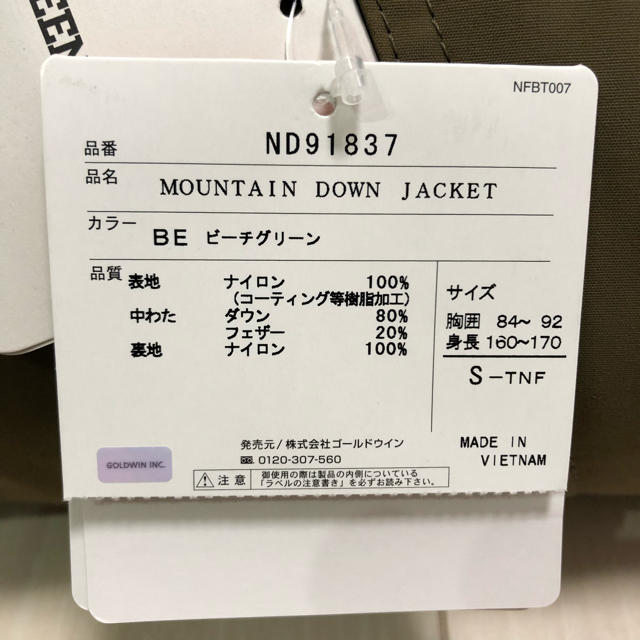 NFBT007
品番 ND91837
品名 MOUNTAIN DOWN JACKET
カラー BE ビーチグリーン
品質 表地 ナイロン 100%
(コーティング等樹脂加工)
中わた ダウン 80%
フェザー 20%
裏地 ナイロン 100%
サイズ
胸囲 84~ 92
身長 160~170
S-TNF
発売元/株式会社ゴールドウイン
0120-307-560
MADE IN
VIETNAM
GOLDWIN INC.
注意 御使用の際は製品の内側についている
「ラベルの注意書き」を必ずお読み下さい。